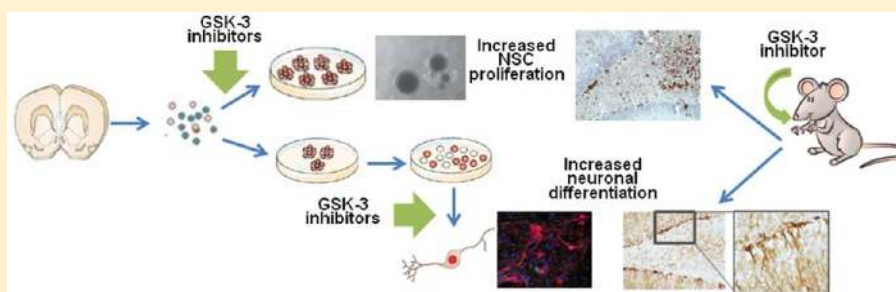 GSK-3
inhibitors
Increased
NSC
proliferation
GSK-3
inhibitor
Increased
neuronal
differentiation
GSK-3
inhibitors